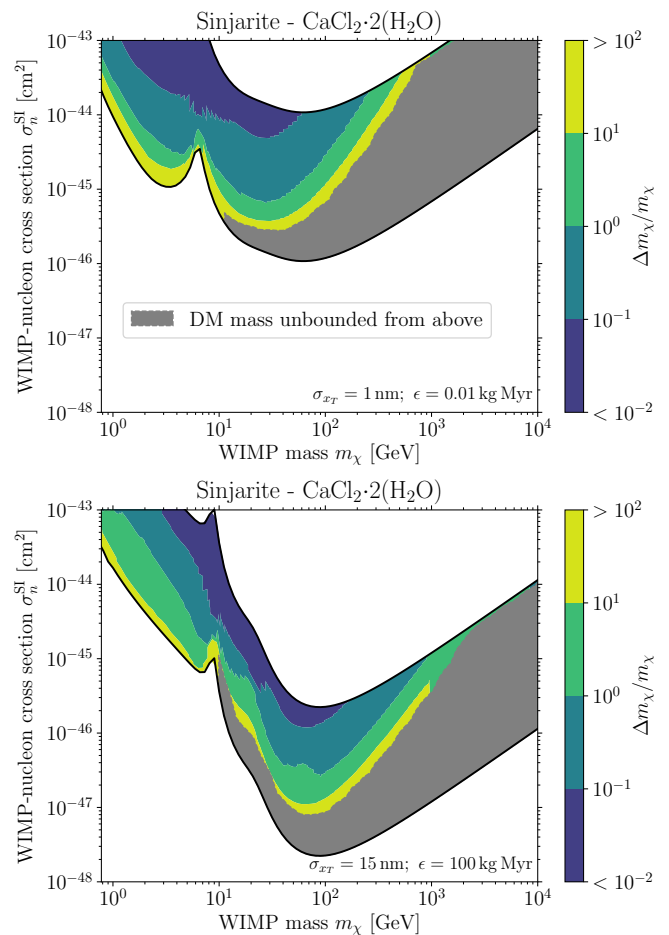 Sinjarite - CaCl₂·2(H₂O)
WIMP-nucleon cross section σₙ^SI [cm²]
10⁻⁴³
10⁻⁴⁴
10⁻⁴⁵
10⁻⁴⁶
10⁻⁴⁷
10⁻⁴⁸
DM mass unbounded from above
σ_{x_T} = 1 nm; ϵ = 0.01 kg Myr
10⁰ 10¹ 10² 10³ 10⁴
WIMP mass m_χ [GeV]
> 10²
10¹
10⁰
10⁻¹
< 10⁻²
Δm_χ/m_χ
Sinjarite - CaCl₂·2(H₂O)
WIMP-nucleon cross section σₙ^SI [cm²]
10⁻⁴³
10⁻⁴⁴
10⁻⁴⁵
10⁻⁴⁶
10⁻⁴⁷
10⁻⁴⁸
σ_{x_T} = 15 nm; ϵ = 100 kg Myr
10⁰ 10¹ 10² 10³ 10⁴
WIMP mass m_χ [GeV]
> 10²
10¹
10⁰
10⁻¹
< 10⁻²
Δm_χ/m_χ